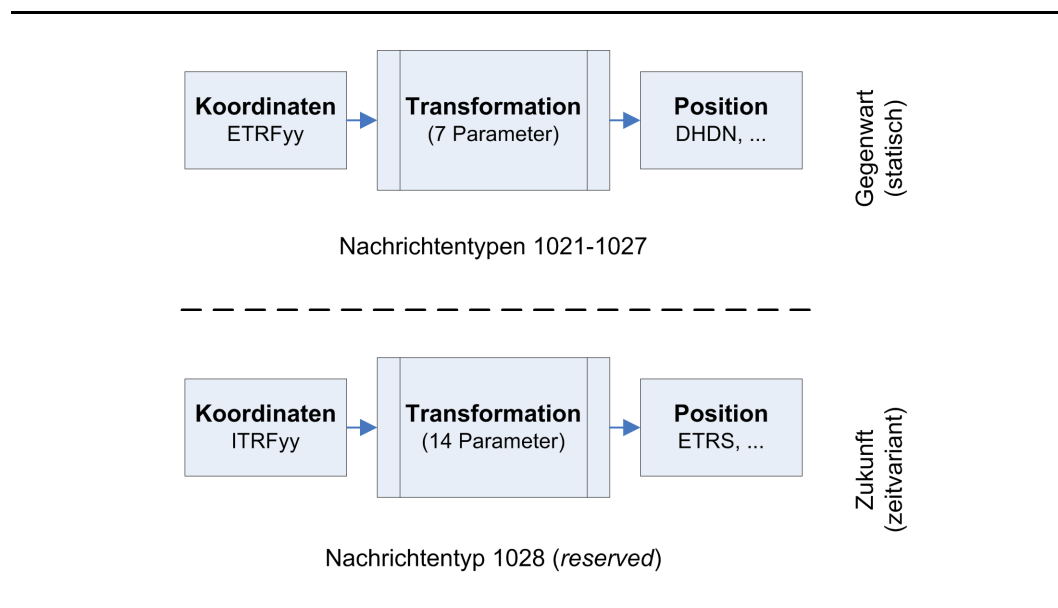 Koordinaten
ETRFyy
Transformation
(7 Parameter)
Position
DHDN, ...
Gegenwart
(statisch)
Nachrichtentypen 1021-1027
Koordinaten
ITRFyy
Transformation
(14 Parameter)
Position
ETRS, ...
Zukunft
(zeitvariant)
Nachrichtentyp 1028 (reserved)